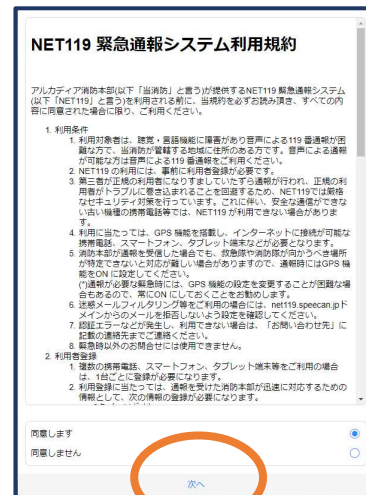 NET119 緊急通報システム利用規約
アルカディア消防本部(以下「当消防」と言う)が提供するNET119 緊急通報システム
(以下「NET119」と言う)を利用される前に、当規約を必ずお読み頂き、すべての内
容に同意された場合に限り、ご利用ください。
1. 利用条件
1. 利用対象者は、聴覚・言語機能に障害があり音声による119 番通報が困
難な方で、当消防が管轄する地域に住所のある方です。音声による通報
が可能な方は音声による119 番通報をご利用ください。
2. NET119 の利用には、事前に利用者登録が必要です。
3. 第三者が正規の利用者になりすましていたずら通報が行われ、正規の利
用者がトラブルに巻き込まれることを回避するため、NET119では厳格
なセキュリティ対策を行っています。これに伴い、安全な通信ができな
い古い機種の携帯電話等では、NET119 が利用できない場合がありま
す。
4. 利用に当たっては、GPS 機能を搭載し、インターネットに接続が可能な
携帯電話、スマートフォン、タブレット端末などが必要となります。
5. 消防本部が通報を受信した場合でも、救急隊や消防隊が向かうべき場所
が特定できないと対応が難しい場合がありますので、通報時にはGPS 機
能をON に設定してください。
(*)通報が必要な緊急時には、GPS 機能の設定を変更することが困難な場
合もあるので、常にON にしておくことをお勧めします。
6. 迷惑メールフィルタリング等をご利用の場合には、net119.speecan.jpド
メインからのメールを拒否しないよう設定を確認してください。
7. 認証エラーなどが発生し、利用できない場合は、「お問い合わせ先」に
記載の連絡先までご連絡ください。
8. 緊急時以外のお問合せには使用できません。
2. 利用者登録
1. 複数の携帯電話、スマートフォン、タブレット端末等をご利用の場合
は、1台ごとに登録が必要になります。
2. 利用登録に当たっては、通報を受けた消防本部が迅速に対応するための
情報として、次の情報の登録が必要になります。
同意します
同意しません
次へ